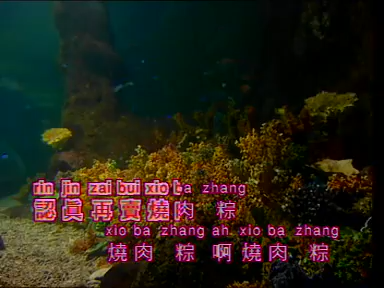 rin jin zai bui xio ba zhang
認真再賣燒肉 粽
xio ba zhang ah xio ba zhang
燒肉 粽 啊燒肉 粽